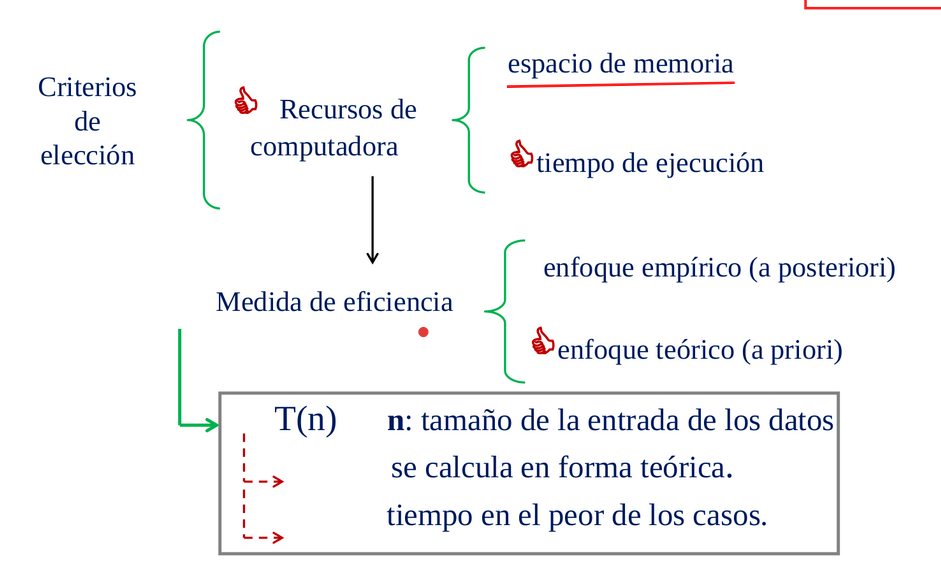 Criterios
de
elección
Recursos de
computadora
espacio de memoria
tiempo de ejecución
Medida de eficiencia
enfoque empírico (a posteriori)
enfoque teórico (a priori)
T(n) n: tamaño de la entrada de los datos
se calcula en forma teórica.
tiempo en el peor de los casos.